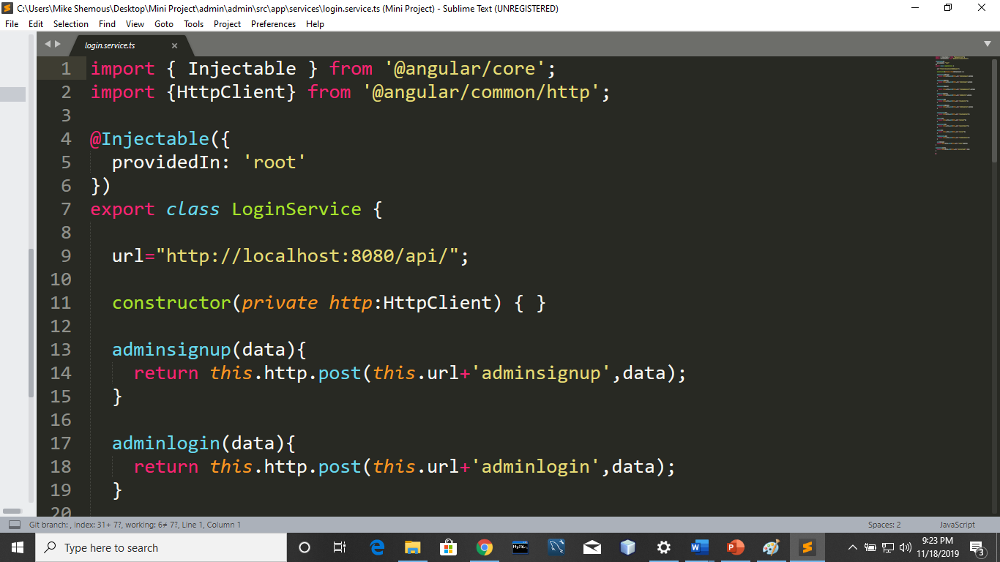 C:\Users\Mike Shemous\Desktop\Mini Project\admin\admin\src\app\services\login.service.ts (Mini Project) - Sublime Text (UNREGISTERED)
File Edit Selection Find View Goto Tools Project Preferences Help
login.service.ts
1 import { Injectable } from '@angular/core';
2 import {HttpClient} from '@angular/common/http';
3
4 @Injectable({
5 providedIn: 'root'
6 })
7 export class LoginService {
8
9 url="http://localhost:8080/api/";
10
11 constructor(private http:HttpClient) { }
12
13 adminsignup(data){
14 return this.http.post(this.url+'adminsignup',data);
15 }
16
17 adminlogin(data){
18 return this.http.post(this.url+'adminlogin',data);
19 }
20
Git branch: , index: 31+ 7?, working: 6≠ 7?, Line 1, Column 1 Spaces: 2 JavaScript
Type here to search
9:23 PM
11/18/2019
3